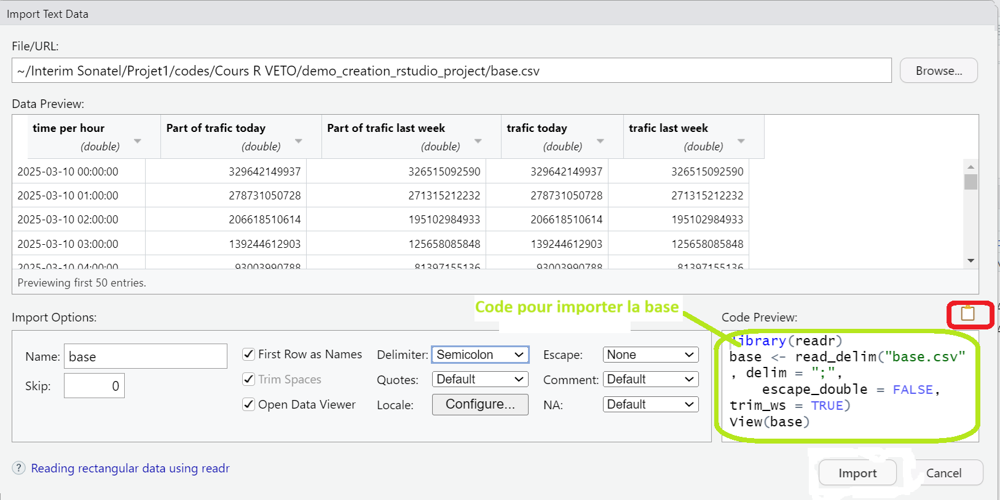 Import Text Data
File/URL:
~/Interim Sonatel/Projet1/codes/Cours R VETO/demo_creation_rstudio_project/base.csv
Browse...
Data Preview:
time per hour Part of trafic today Part of trafic last week trafic today trafic last week
(double) (double) (double) (double) (double)
2025-03-10 00:00:00 329642149937 326515092590 329642149937 326515092590
2025-03-10 01:00:00 278731050728 271315212232 278731050728 271315212232
2025-03-10 02:00:00 206618510614 195102984933 206618510614 195102984933
2025-03-10 03:00:00 139244612903 125658085848 139244612903 125658085848
2025-03-10 04:00:00 93003990788 81397155136 93003990788 81397155136
Previewing first 50 entries.
Code pour importer la base
Import Options:
Name: base
Skip: 0
First Row as Names
Trim Spaces
Open Data Viewer
Delimiter: Semicolon
Quotes: Default
Locale: Configure...
Escape: None
Comment: Default
NA: Default
Code Preview:
library(readr)
base <- read_delim("base.csv"
, delim = ";",
escape_double = FALSE,
trim_ws = TRUE)
View(base)
? Reading rectangular data using readr
Import
Cancel